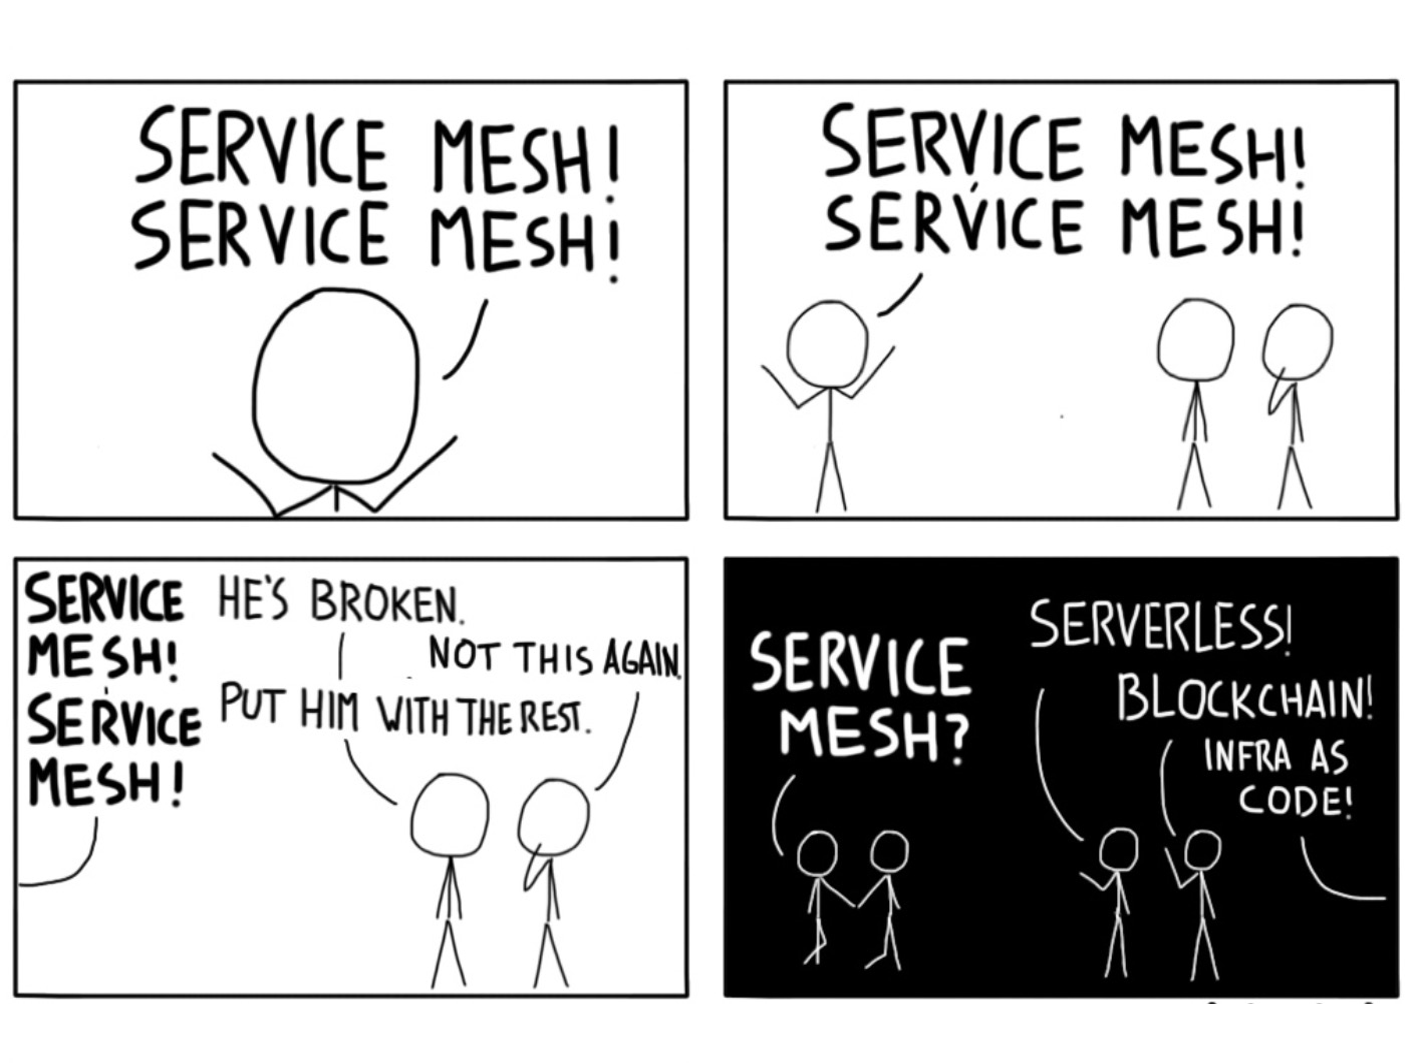 SERVICE MESH!
SERVICE MESH!
SERVICE MESH!
SERVICE MESH!
SERVICE
MESH!
SERVICE
MESH!
HE'S BROKEN.
NOT THIS AGAIN.
PUT HIM WITH THE REST.
SERVICE
MESH?
SERVERLESS!
BLOCKCHAIN!
INFRA AS
CODE!